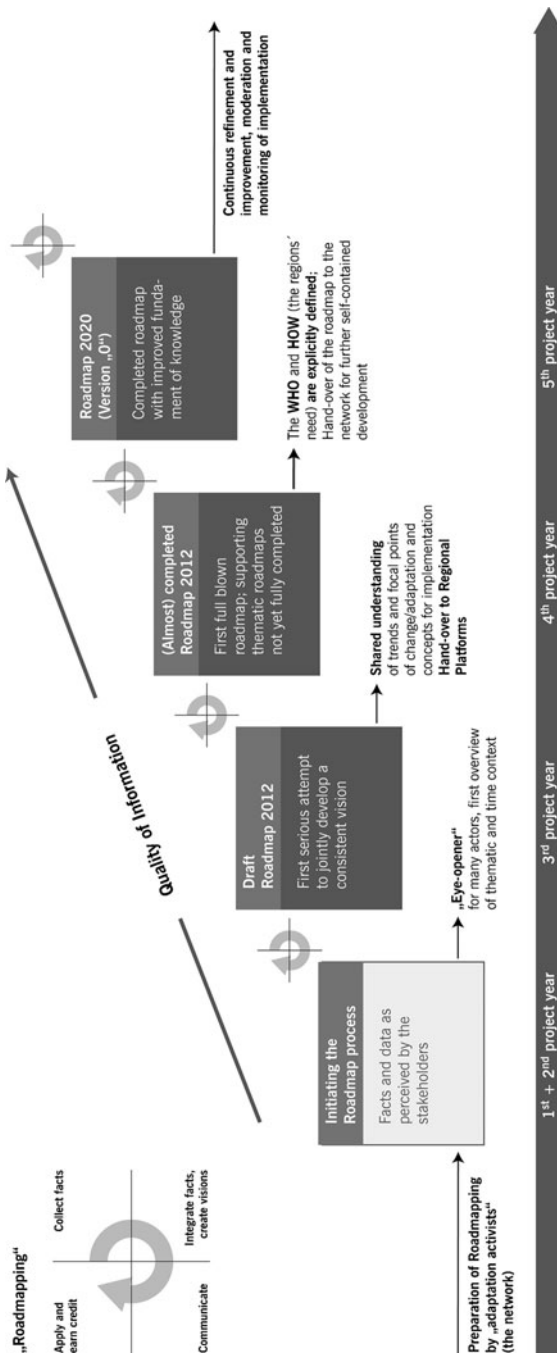 „Roadmapping“
Apply and
earn credit
Collect facts
Communicate
Integrate facts,
create visions
Quality of Information
Preparation of Roadmapping
by „adaptation activists“
(the network)
Initiating the
Roadmap process
Facts and data as
perceived by the
stakeholders
„Eye-opener“
for many actors, first overview
of thematic and time context
Draft
Roadmap 2012
First serious attempt
to jointly develop a
consistent vision
Shared understanding
of trends and focal points
of change/adaptation and
concepts for implementation
Hand-over to Regional
Platforms
(Almost) completed
Roadmap 2012
First full blown
roadmap; supporting
thematic roadmaps
not yet fully completed
The WHO and HOW (the regions´
need) are explicitly defined;
Hand-over of the roadmap to the
network for further self-contained
development
Roadmap 2020
(Version „0“)
Completed roadmap
with improved funda-
ment of knowledge
Continuous refinement and
improvement, moderation and
monitoring of implementation
1st + 2nd project year
3rd project year
4th project year
5th project year